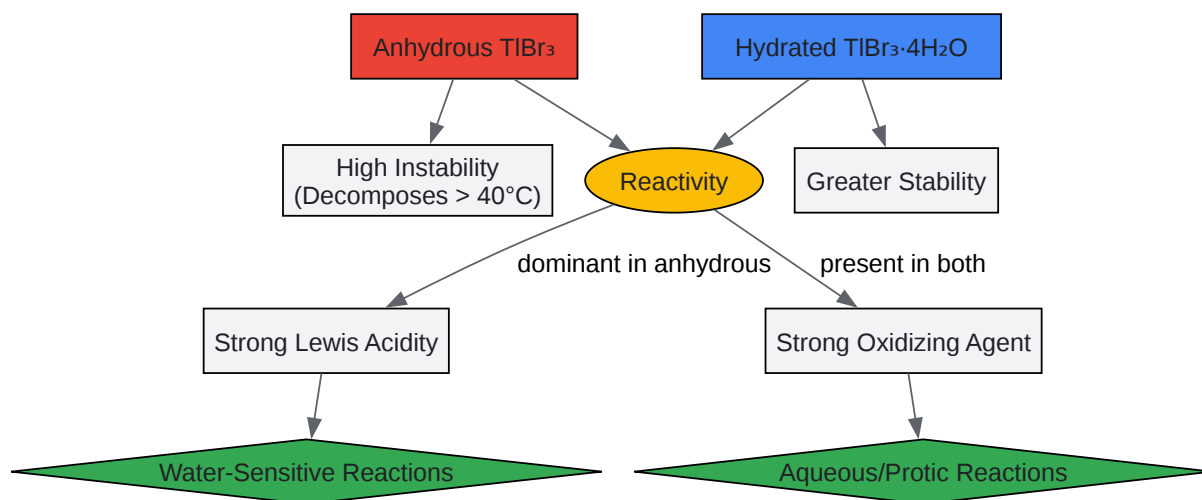 Anhydrous TlBr₃
Hydrated TlBr₃·4H₂O
High Instability
(Decomposes > 40°C)
Reactivity
Greater Stability
dominant in anhydrous
present in both
Strong Lewis Acidity
Strong Oxidizing Agent
Water-Sensitive Reactions
Aqueous/Protic Reactions